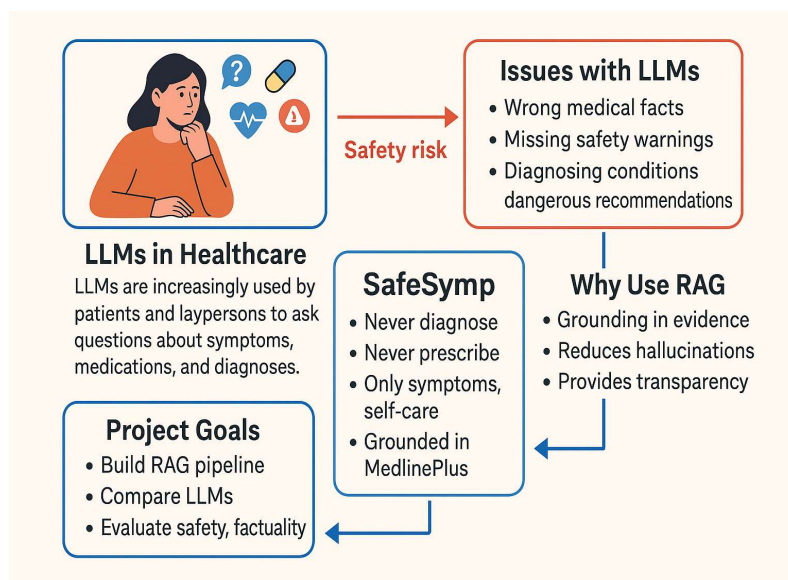 ?
Safety risk
Issues with LLMs
• Wrong medical facts
• Missing safety warnings
• Diagnosing conditions
dangerous recommendations
LLMs in Healthcare
LLMs are increasingly used by
patients and laypersons to ask
questions about symptoms,
medications, and diagnoses.
Why Use RAG
• Grounding in evidence
• Reduces hallucinations
• Provides transparency
SafeSymp
• Never diagnose
• Never prescribe
• Only symptoms,
self-care
• Grounded in
MedlinePlus
Project Goals
• Build RAG pipeline
• Compare LLMs
• Evaluate safety, factuality